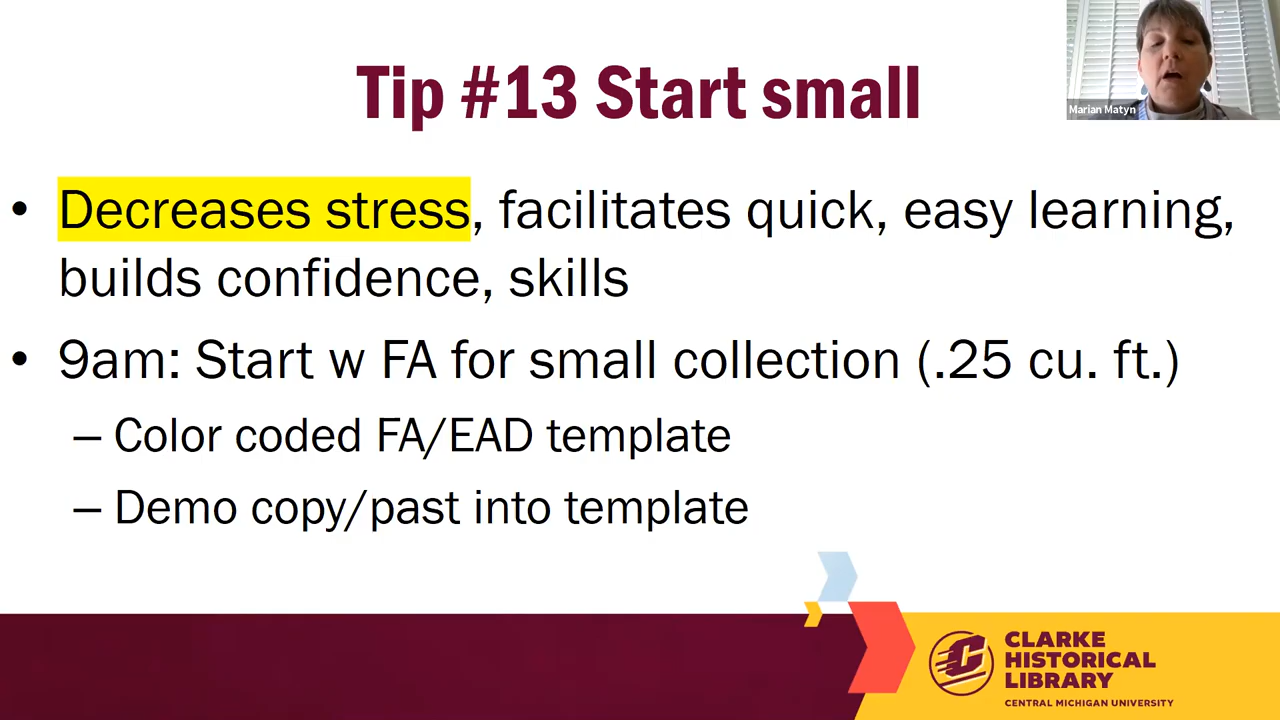 Tip #13 Start small
Marian Matyn
• Decreases stress, facilitates quick, easy learning,
builds confidence, skills
• 9am: Start w FA for small collection (.25 cu. ft.)
– Color coded FA/EAD template
– Demo copy/past into template
C
CLARKE
HISTORICAL
LIBRARY
CENTRAL MICHIGAN UNIVERSITY